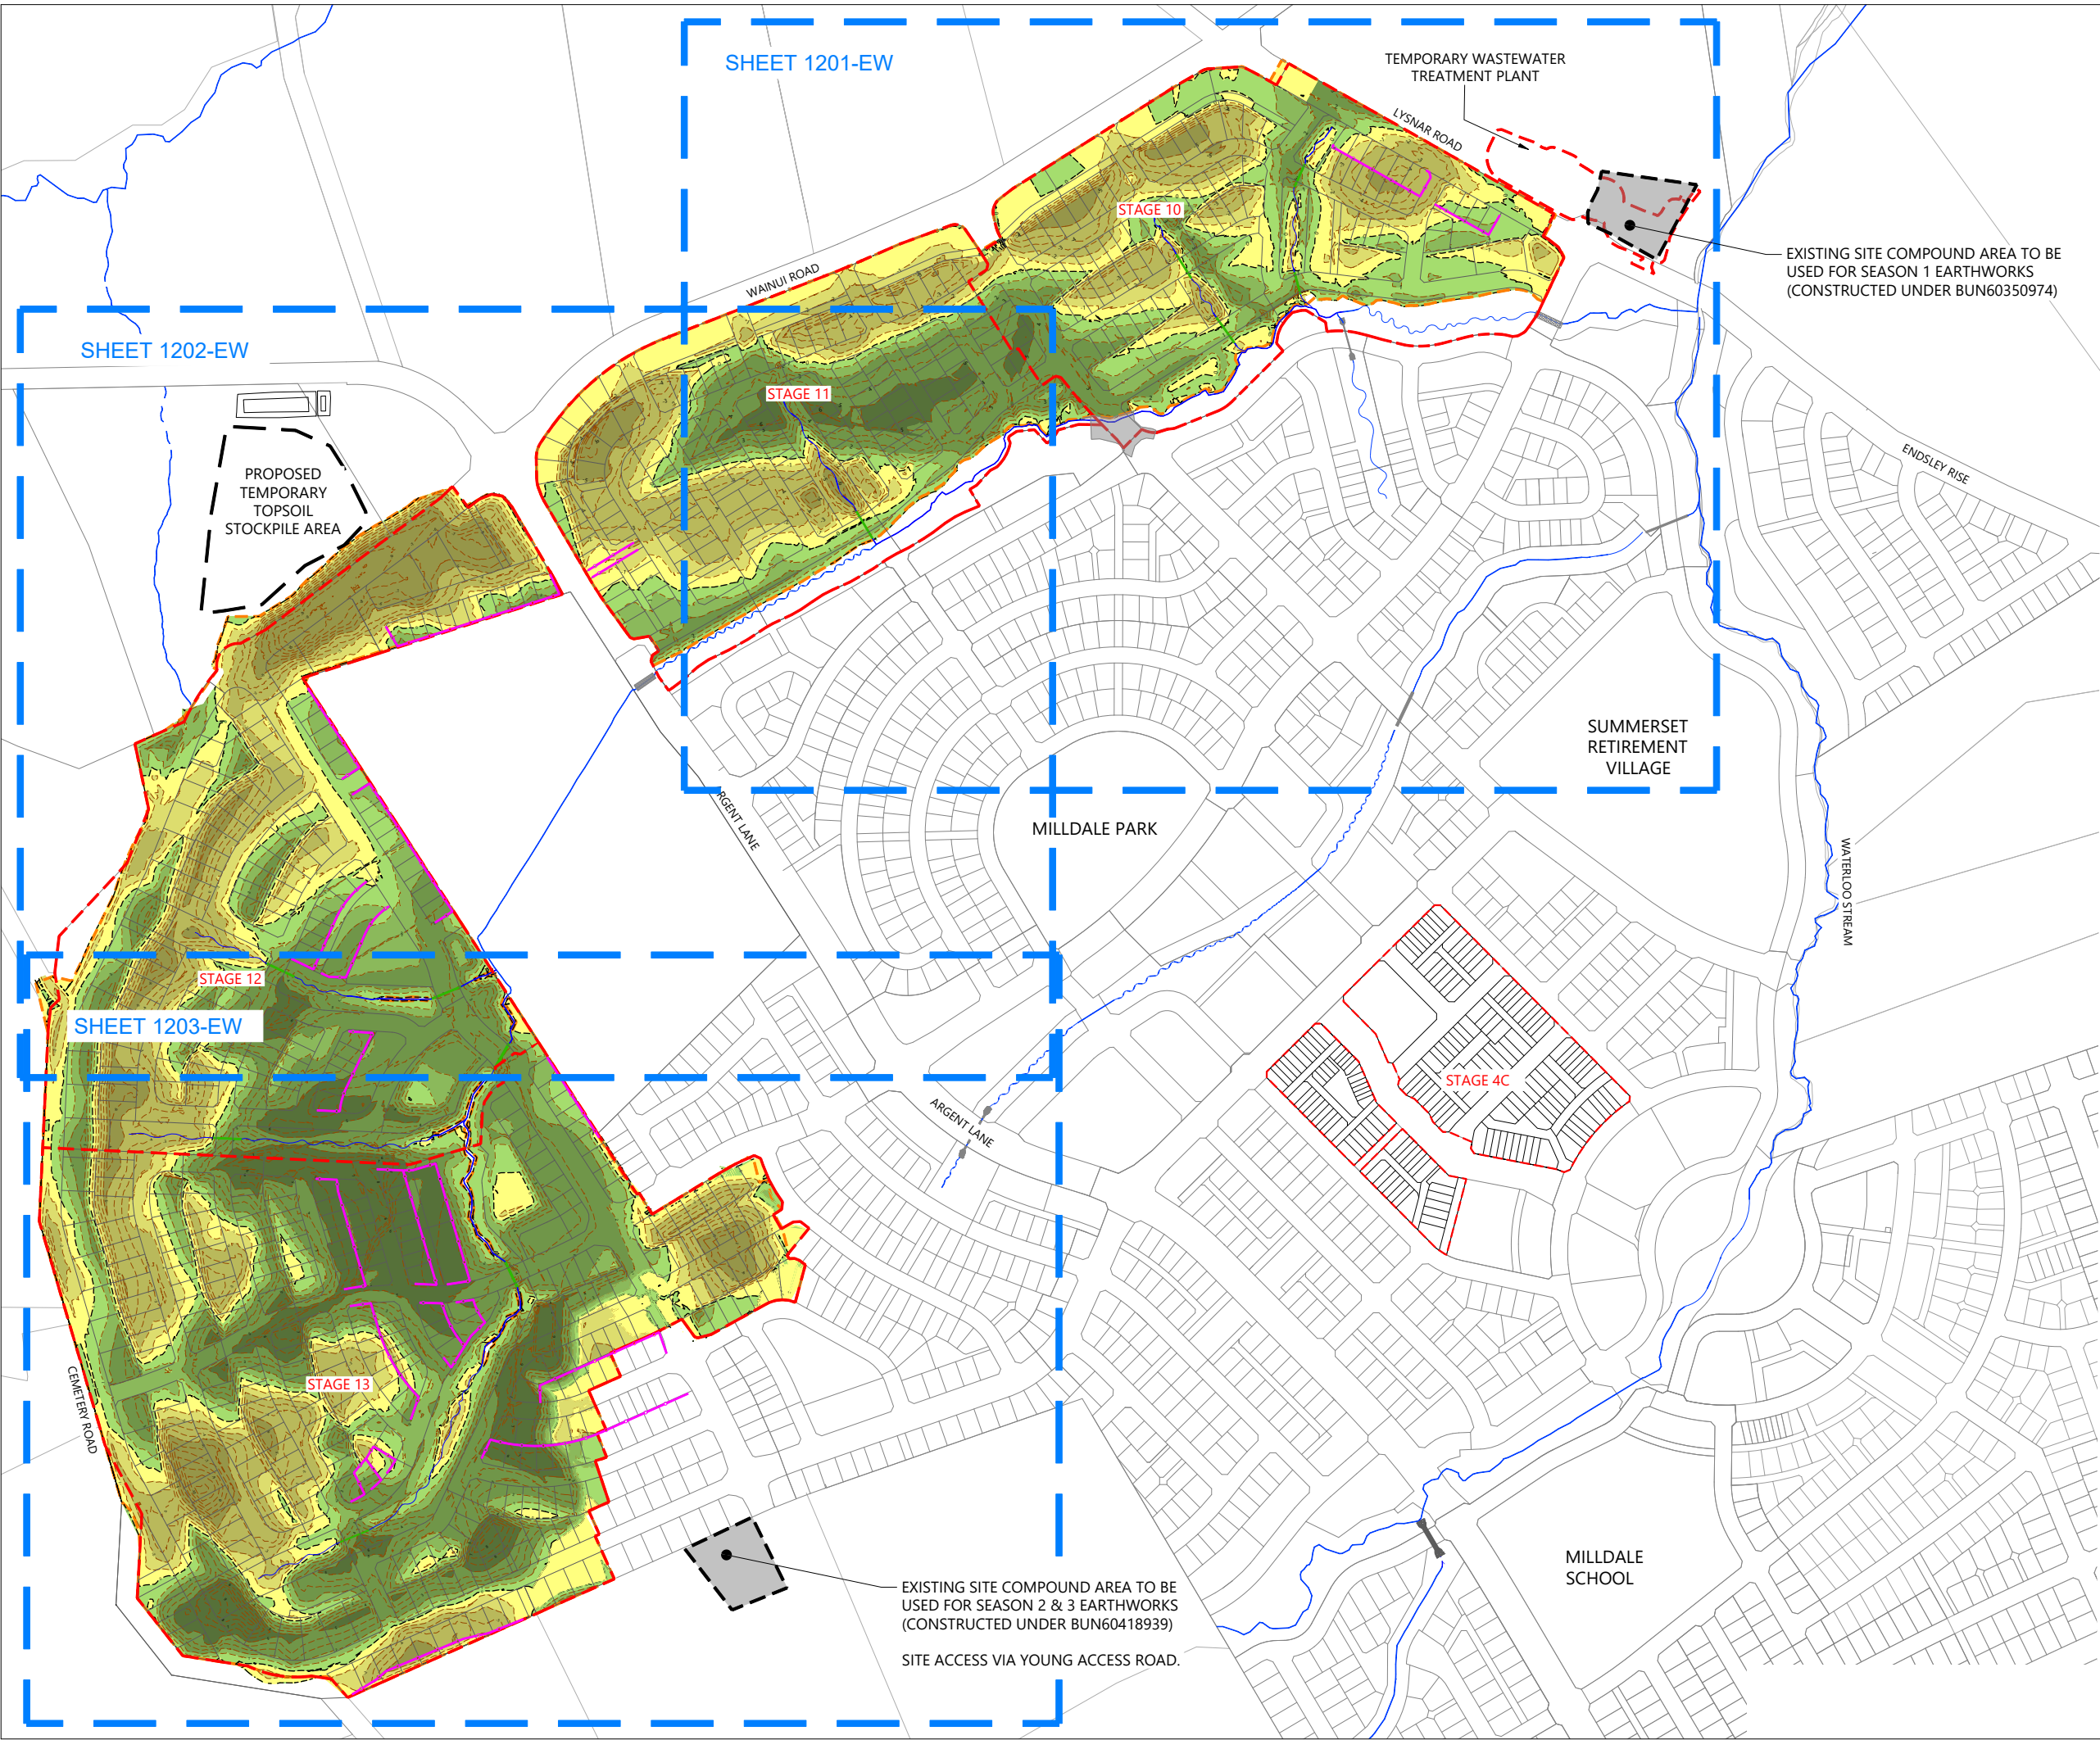 SHEET 1201-EW
TEMPORARY WASTEWATER
TREATMENT PLANT
LYSNAR ROAD
STAGE 10
EXISTING SITE COMPOUND AREA TO BE
USED FOR SEASON 1 EARTHWORKS
(CONSTRUCTED UNDER BUN60350974)
WAINUI ROAD
SHEET 1202-EW
STAGE 11
ENDSLEY RISE
PROPOSED
TEMPORARY
TOPSOIL
STOCKPILE AREA
SUMMERSET
RETIREMENT
VILLAGE
RGENT LANE
MILLDALE PARK
WATERLOO STREAM
STAGE 12
SHEET 1203-EW
STAGE 4C
ARGENT LANE
CEMETERY ROAD
STAGE 13
MILLDALE
SCHOOL
EXISTING SITE COMPOUND AREA TO BE
USED FOR SEASON 2 & 3 EARTHWORKS
(CONSTRUCTED UNDER BUN60418939)
SITE ACCESS VIA YOUNG ACCESS ROAD.